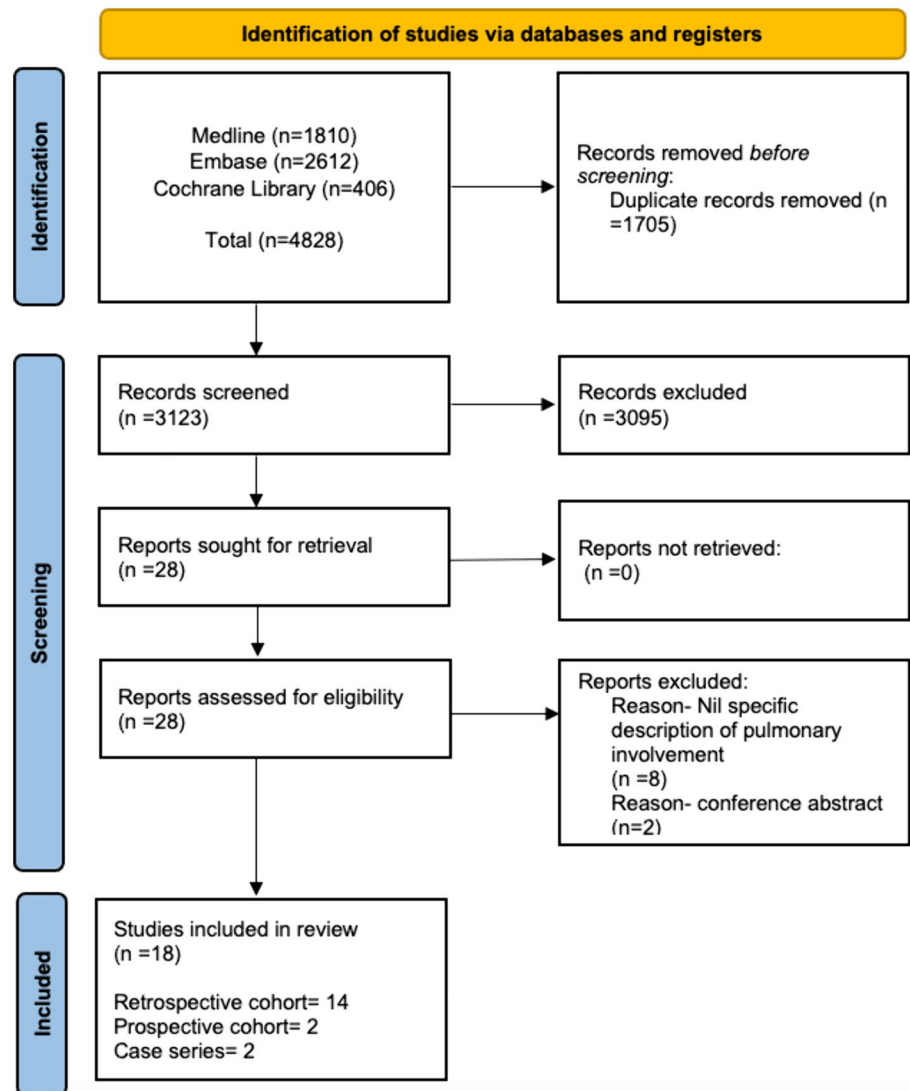 Identification of studies via databases and registers
Identification
Medline (n=1810)
Embase (n=2612)
Cochrane Library (n=406)
Total (n=4828)
Records removed before
screening:
Duplicate records removed (n
=1705)
Screening
Records screened
(n =3123)
Records excluded
(n =3095)
Reports sought for retrieval
(n =28)
Reports not retrieved:
(n =0)
Reports assessed for eligibility
(n =28)
Reports excluded:
Reason- Nil specific
description of pulmonary
involvement
(n =8)
Reason- conference abstract
(n=2)
Included
Studies included in review
(n =18)
Retrospective cohort= 14
Prospective cohort= 2
Case series= 2